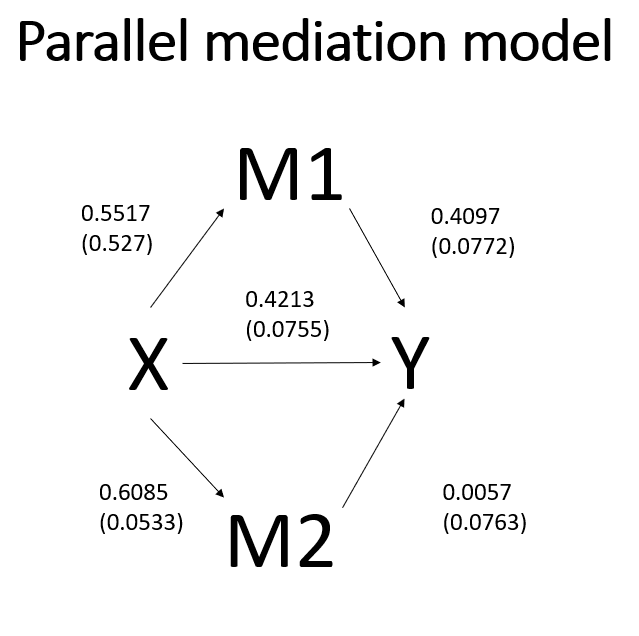 Parallel mediation model
M1
0.5517
(0.527)
0.4097
(0.0772)
0.4213
(0.0755)
X
Y
0.6085
(0.0533)
0.0057
(0.0763)
M2